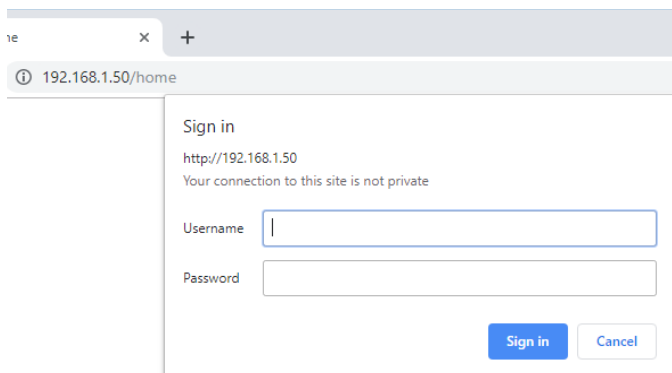 ne × +
192.168.1.50/home
Sign in
http://192.168.1.50
Your connection to this site is not private
Username
Password
Sign in Cancel